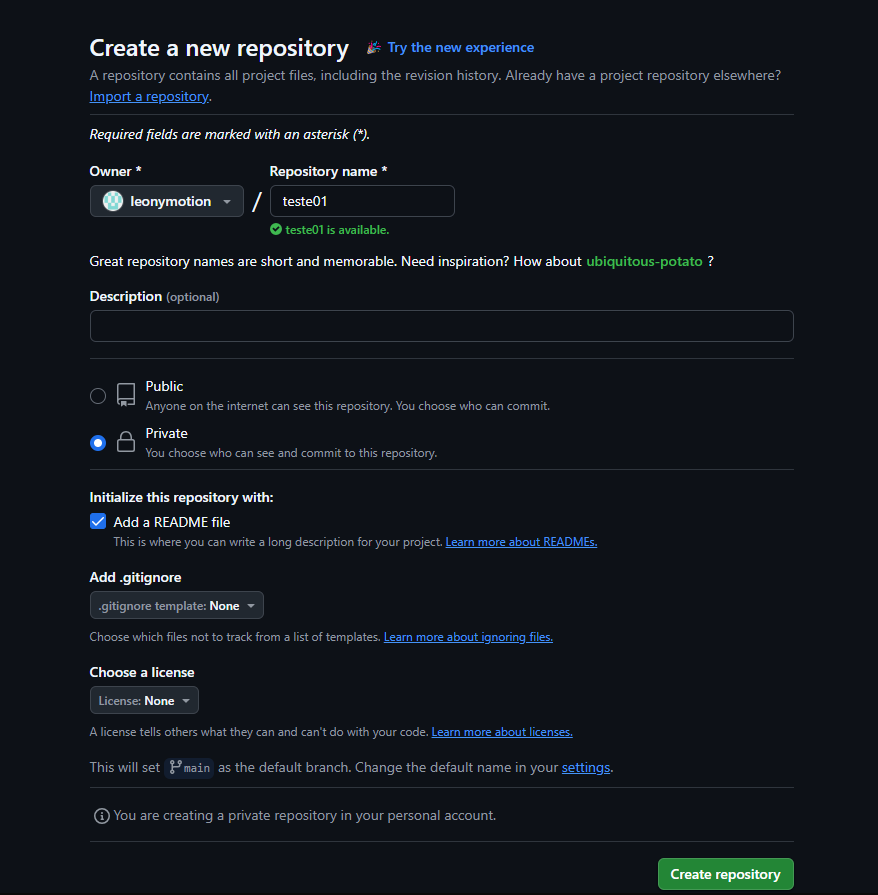 Create a new repository Try the new experience
A repository contains all project files, including the revision history. Already have a project repository elsewhere?
Import a repository.
Required fields are marked with an asterisk (*).
Owner * Repository name *
leonymotion / teste01
teste01 is available.
Great repository names are short and memorable. Need inspiration? How about ubiquitous-potato ?
Description (optional)
Public
Anyone on the internet can see this repository. You choose who can commit.
Private
You choose who can see and commit to this repository.
Initialize this repository with:
Add a README file
This is where you can write a long description for your project. Learn more about READMEs.
Add .gitignore
.gitignore template: None
Choose which files not to track from a list of templates. Learn more about ignoring files.
Choose a license
License: None
A license tells others what they can and can't do with your code. Learn more about licenses.
This will set main as the default branch. Change the default name in your settings.
You are creating a private repository in your personal account.
Create repository